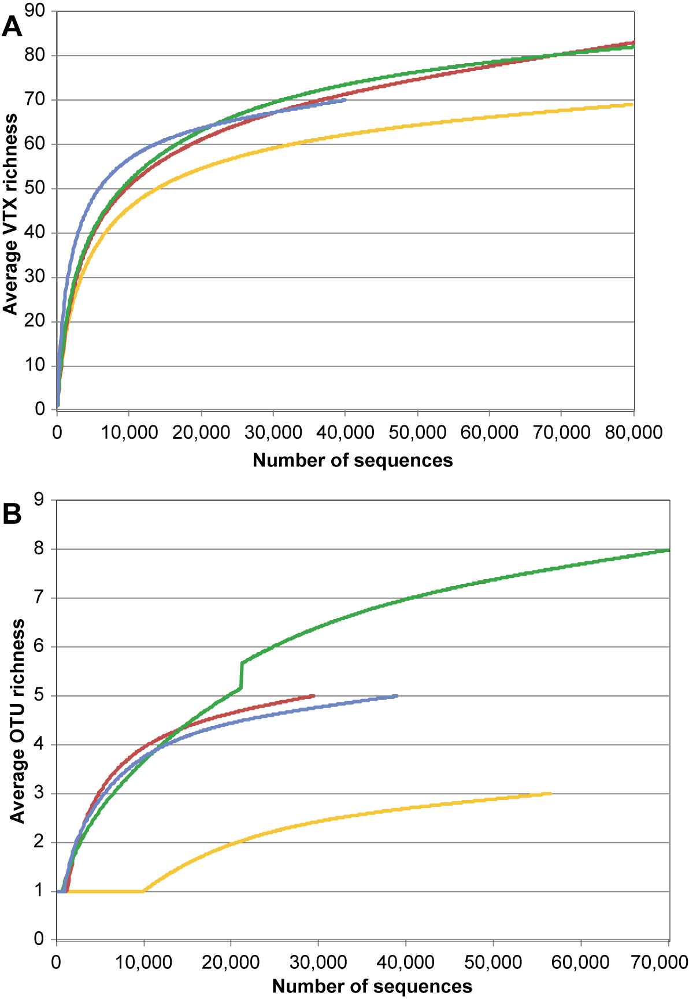 A
90
80
70
60
50
40
30
20
10
0
Average VTX richness
0 10,000 20,000 30,000 40,000 50,000 60,000 70,000 80,000
Number of sequences
B
9
8
7
6
5
4
3
2
1
0
Average OTU richness
0 10,000 20,000 30,000 40,000 50,000 60,000 70,000
Number of sequences